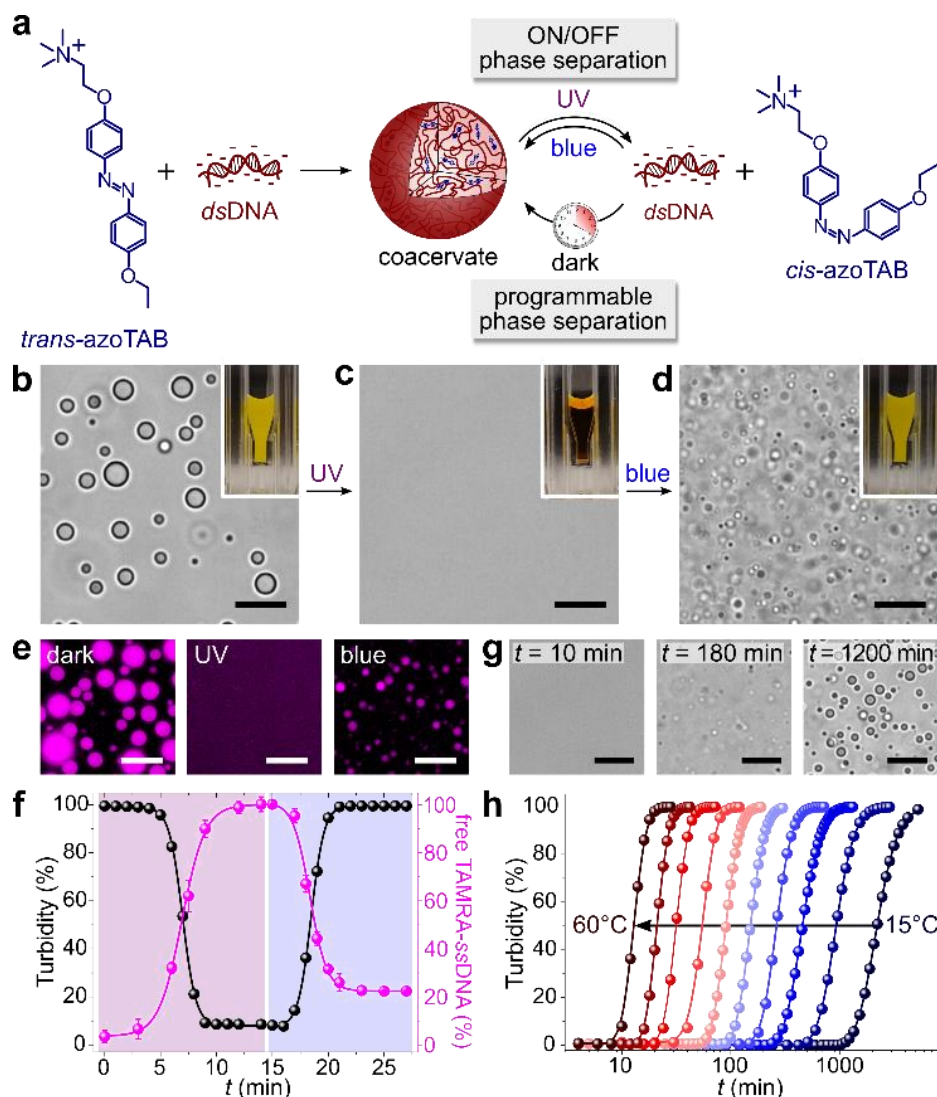 a
ON/OFF
phase separation
UV
blue
N
+
O
N
N
O
trans-azoTAB
+
dsDNA
coacervate
dsDNA
+
dark
programmable
phase separation
N
+
O
O
N
N
cis-azoTAB
b
UV
c
blue
d
e
dark
UV
blue
g
t = 10 min
t = 180 min
t = 1200 min
f
Turbidity (%)
100
80
60
40
20
0
100
80
60
40
20
0
free TAMRA-ssDNA (%)
0
5
10
15
20
25
t (min)
h
Turbidity (%)
100
80
60
40
20
0
60°C
15°C
10
100
1000
t (min)